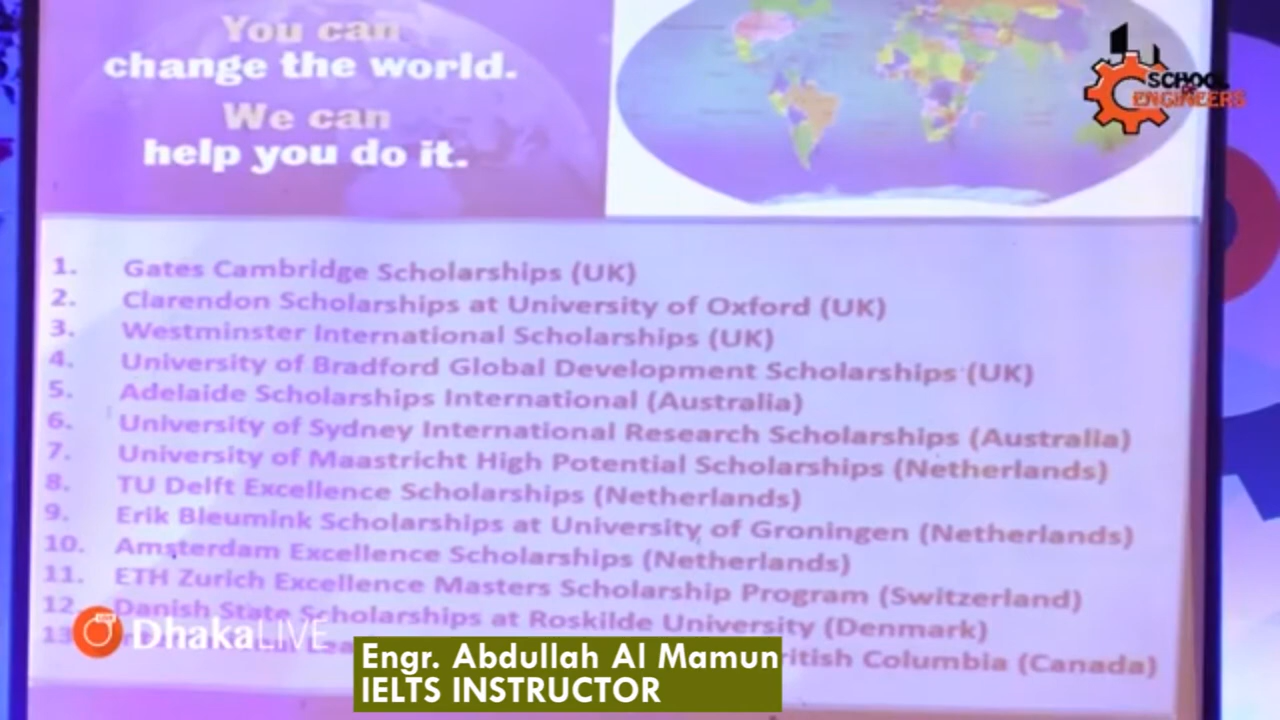 You can
change the world.
We can
help you do it.
SCHOOL
OF
ENGINEERS
1. Gates Cambridge Scholarships (UK)
2. Clarendon Scholarships at University of Oxford (UK)
3. Westminster International Scholarships (UK)
4. University of Bradford Global Development Scholarships (UK)
5. Adelaide Scholarships International (Australia)
6. University of Sydney International Research Scholarships (Australia)
7. University of Maastricht High Potential Scholarships (Netherlands)
8. TU Delft Excellence Scholarships (Netherlands)
9. Erik Bleumink Scholarships at University of Groningen (Netherlands)
10. Amsterdam Excellence Scholarships (Netherlands)
11. ETH Zurich Excellence Masters Scholarship Program (Switzerland)
12. Danish State Scholarships at Roskilde University (Denmark)
13 Columbia (Canada)
LIVE
DhakaLIVE
Engr. Abdullah Al Mamun
IELTS INSTRUCTOR